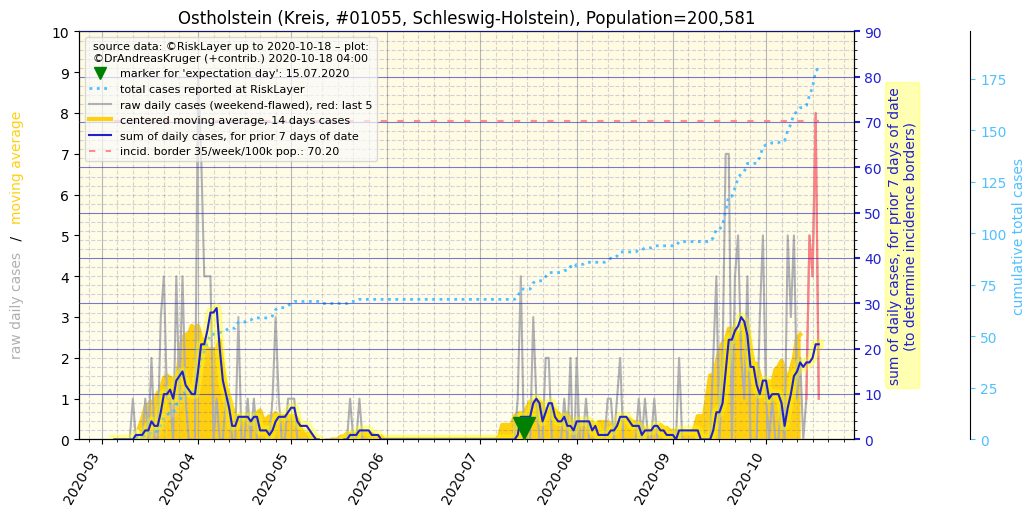 Ostholstein (Kreis, #01055, Schleswig-Holstein), Population=200,581
source data: ©RiskLayer up to 2020-10-18 – plot:
©DrAndreasKruger (+contrib.) 2020-10-18 04:00
marker for 'expectation day': 15.07.2020
total cases reported at RiskLayer
raw daily cases (weekend-flawed), red: last 5
centered moving average, 14 days cases
sum of daily cases, for prior 7 days of date
incid. border 35/week/100k pop.: 70.20
raw daily cases / moving average
10
9
8
7
6
5
4
3
2
1
0
2020-03
2020-04
2020-05
2020-06
2020-07
2020-08
2020-09
2020-10
90
80
70
60
50
40
30
20
10
0
sum of daily cases, for prior 7 days of date
(to determine incidence borders)
175
150
125
100
75
50
25
0
cumulative total cases